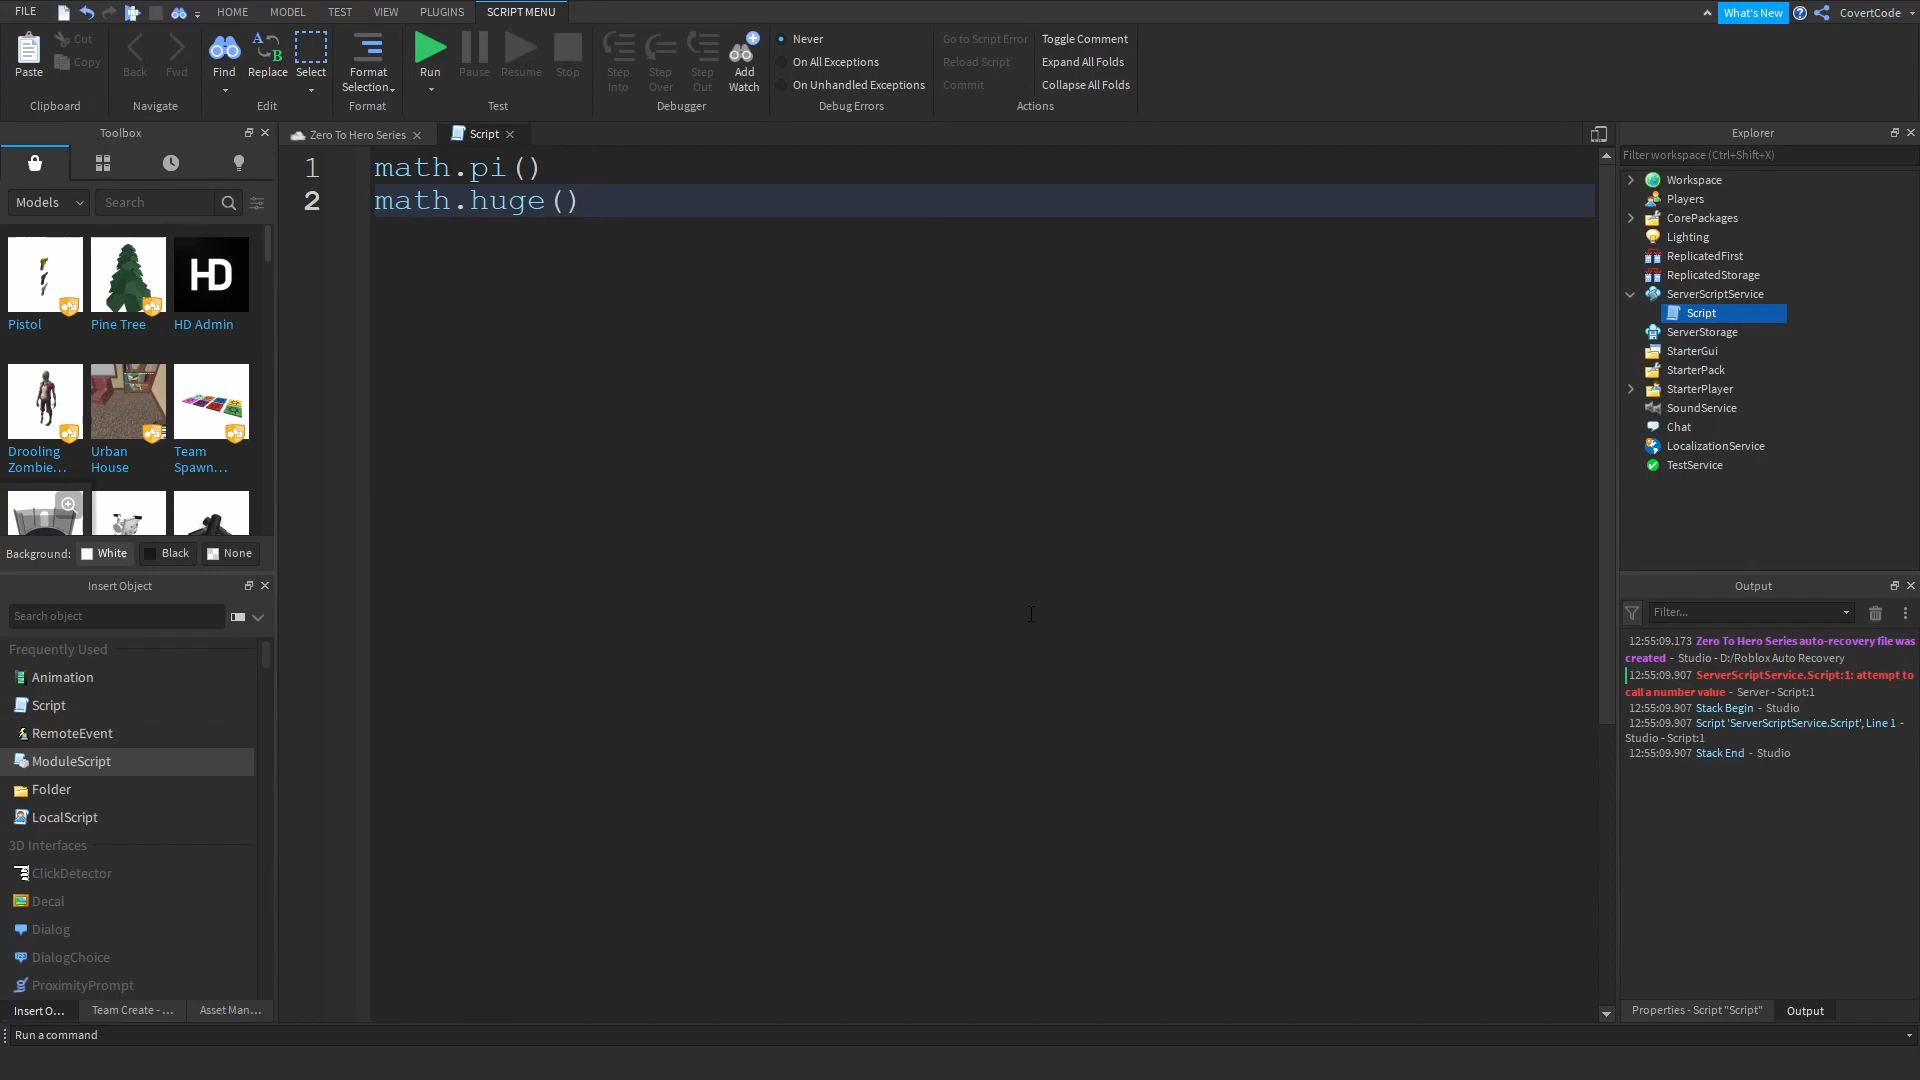 FILE HOME MODEL TEST VIEW PLUGINS SCRIPT MENU What's New CovertCode
Paste Cut Copy Clipboard
Back Fwd Navigate
Find Replace Select Edit
Format Selection Format
Run Pause Resume Stop Test
Step Into Step Over Step Out Add Watch Debugger
Never
On All Exceptions
On Unhandled Exceptions
Debug Errors
Go to Script Error Toggle Comment
Reload Script Expand All Folds
Commit Collapse All Folds
Actions
Toolbox
Models Search
HD
Pistol Pine Tree HD Admin
Drooling Zombie... Urban House Team Spawn...
Background: White Black None
Insert Object
Search object
Frequently Used
Animation
Script
RemoteEvent
ModuleScript
Folder
LocalScript
3D Interfaces
ClickDetector
Decal
Dialog
DialogChoice
ProximityPrompt
Insert O... Team Create - ... Asset Man...
Run a command
Zero To Hero Series Script
1 math.pi()
2 math.huge()
Explorer
Filter workspace (Ctrl+Shift+X)
Workspace
Players
CorePackages
Lighting
ReplicatedFirst
ReplicatedStorage
ServerScriptService
Script
ServerStorage
StarterGui
StarterPack
StarterPlayer
SoundService
Chat
LocalizationService
TestService
Output
Filter...
12:55:09.173 Zero To Hero Series auto-recovery file was
created - Studio - D:/Roblox Auto Recovery
12:55:09.907 ServerScriptService.Script:1: attempt to
call a number value - Server - Script:1
12:55:09.907 Stack Begin - Studio
12:55:09.907 Script 'ServerScriptService.Script', Line 1 -
Studio - Script:1
12:55:09.907 Stack End - Studio
Properties - Script "Script" Output